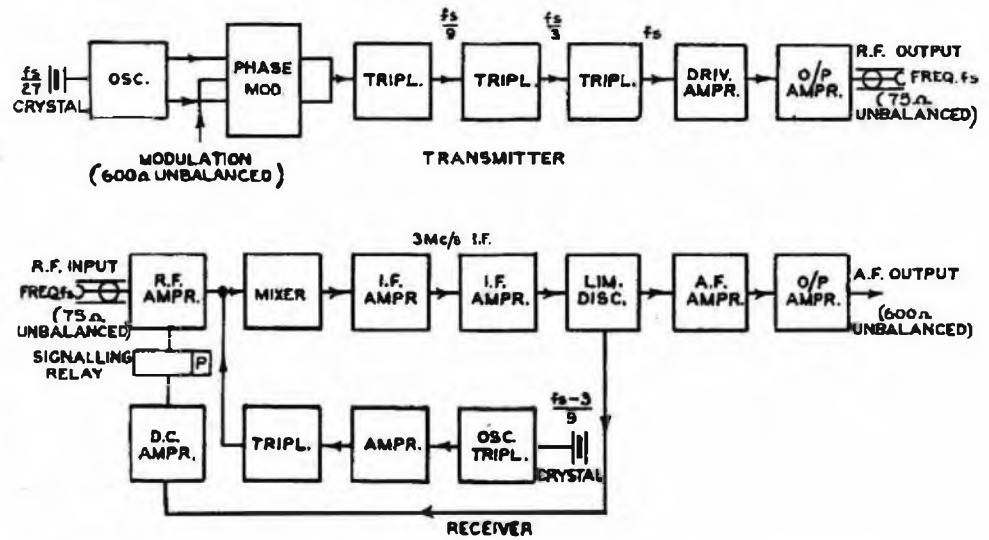 fs
9
fs
3
fs
fs
27
CRYSTAL
OSC.
PHASE
MOD.
TRIPL.
TRIPL.
TRIPL.
DRIV.
AMPR.
O/P
AMPR.
R.F. OUTPUT
FREQ. fs
(75Ω
UNBALANCED)
MODULATION
(600Ω UNBALANCED)
TRANSMITTER
3Mc/s I.F.
R.F. INPUT
FREQ fs
(75Ω
UNBALANCED)
R.F.
AMPR.
MIXER
I.F.
AMPR
I.F.
AMPR.
LIM.
DISC.
A.F.
AMPR.
O/P
AMPR.
A.F. OUTPUT
(600Ω
UNBALANCED)
SIGNALLING
RELAY
P
D.C.
AMPR.
TRIPL.
AMPR.
OSC.
TRIPL.
fs-3
9
CRYSTAL
RECEIVER